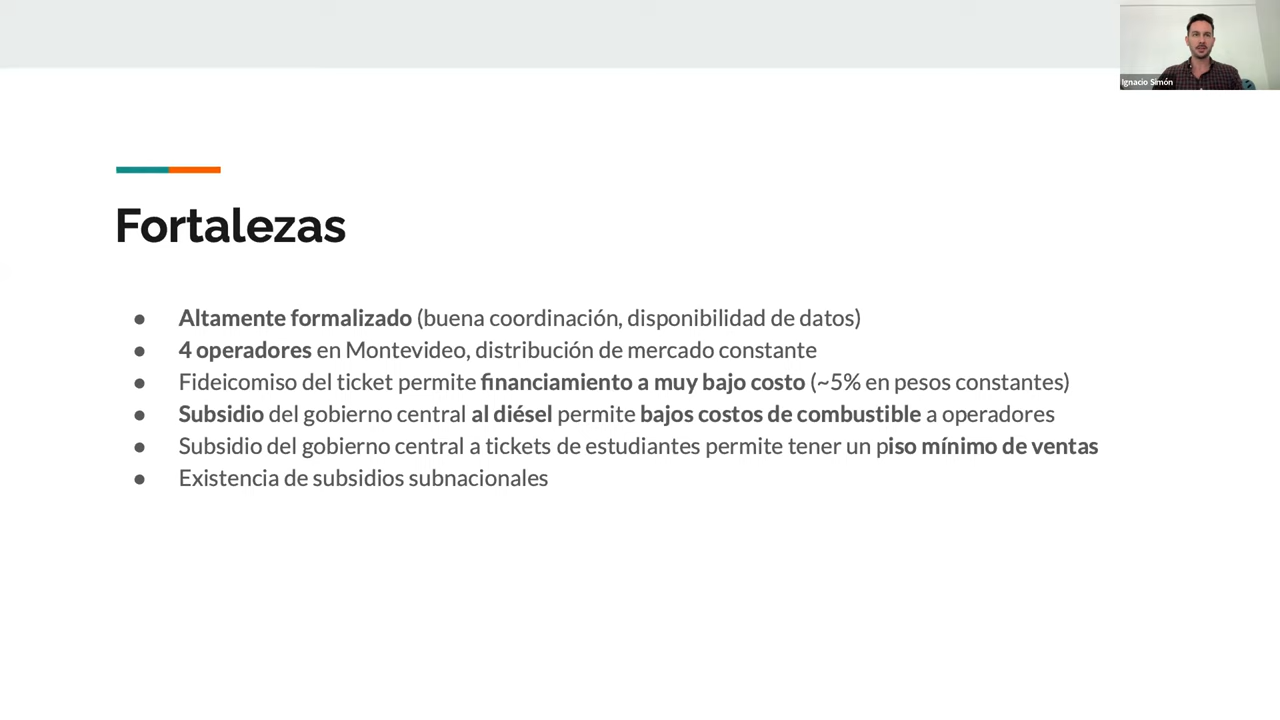 Ignacio Simón
Fortalezas
● Altamente formalizado (buena coordinación, disponibilidad de datos)
● 4 operadores en Montevideo, distribución de mercado constante
● Fideicomiso del ticket permite financiamiento a muy bajo costo (~5% en pesos constantes)
● Subsidio del gobierno central al diésel permite bajos costos de combustible a operadores
● Subsidio del gobierno central a tickets de estudiantes permite tener un piso mínimo de ventas
● Existencia de subsidios subnacionales